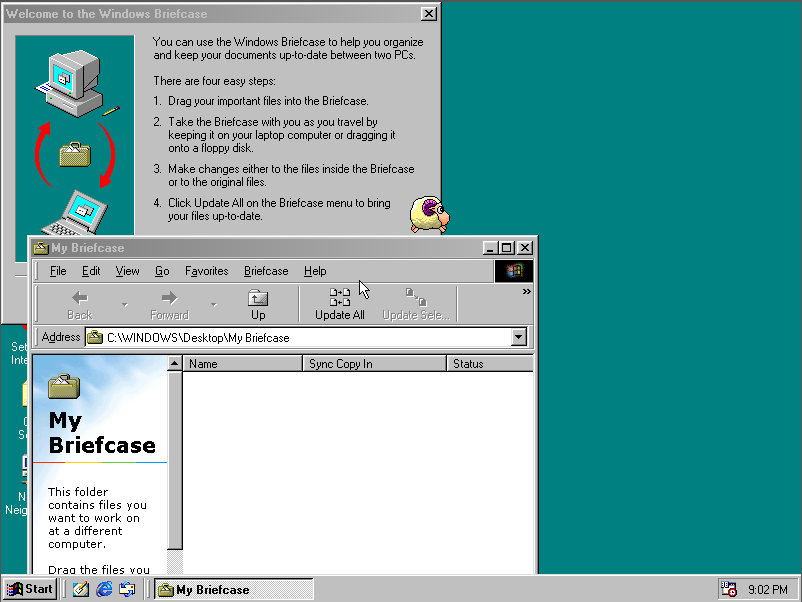 Welcome to the Windows Briefcase
You can use the Windows Briefcase to help you organize
and keep your documents up-to-date between two PCs.
There are four easy steps:
1. Drag your important files into the Briefcase.
2. Take the Briefcase with you as you travel by
keeping it on your laptop computer or dragging it
onto a floppy disk.
3. Make changes either to the files inside the Briefcase
or to the original files.
4. Click Update All on the Briefcase menu to bring
your files up-to-date.
My Briefcase
File Edit View Go Favorites Briefcase Help
Back Forward Up Update All Update Sele...
Address C:\WINDOWS\Desktop\My Briefcase
Name Sync Copy In Status
My
Briefcase
This folder
contains files you
want to work on
at a different
computer.
Drag the files you
Set
Inte
O
Se
N
Neig
Start My Briefcase 9:02 PM